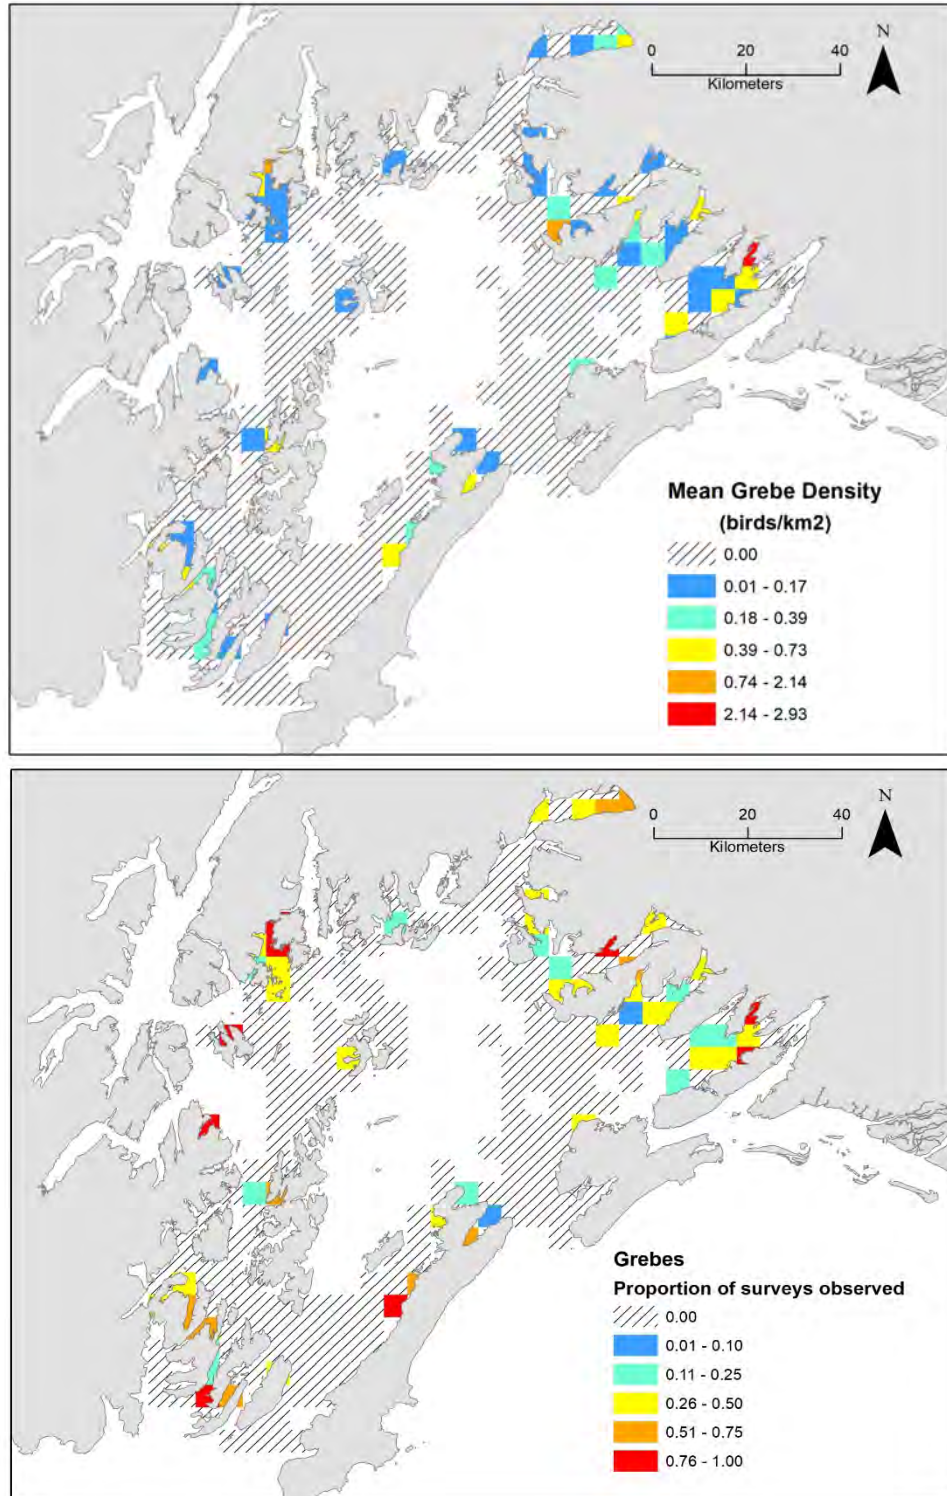 N
0 20 40
Kilometers
Mean Grebe Density
(birds/km2)
0.00
0.01 - 0.17
0.18 - 0.39
0.39 - 0.73
0.74 - 2.14
2.14 - 2.93
N
0 20 40
Kilometers
Grebes
Proportion of surveys observed
0.00
0.01 - 0.10
0.11 - 0.25
0.26 - 0.50
0.51 - 0.75
0.76 - 1.00